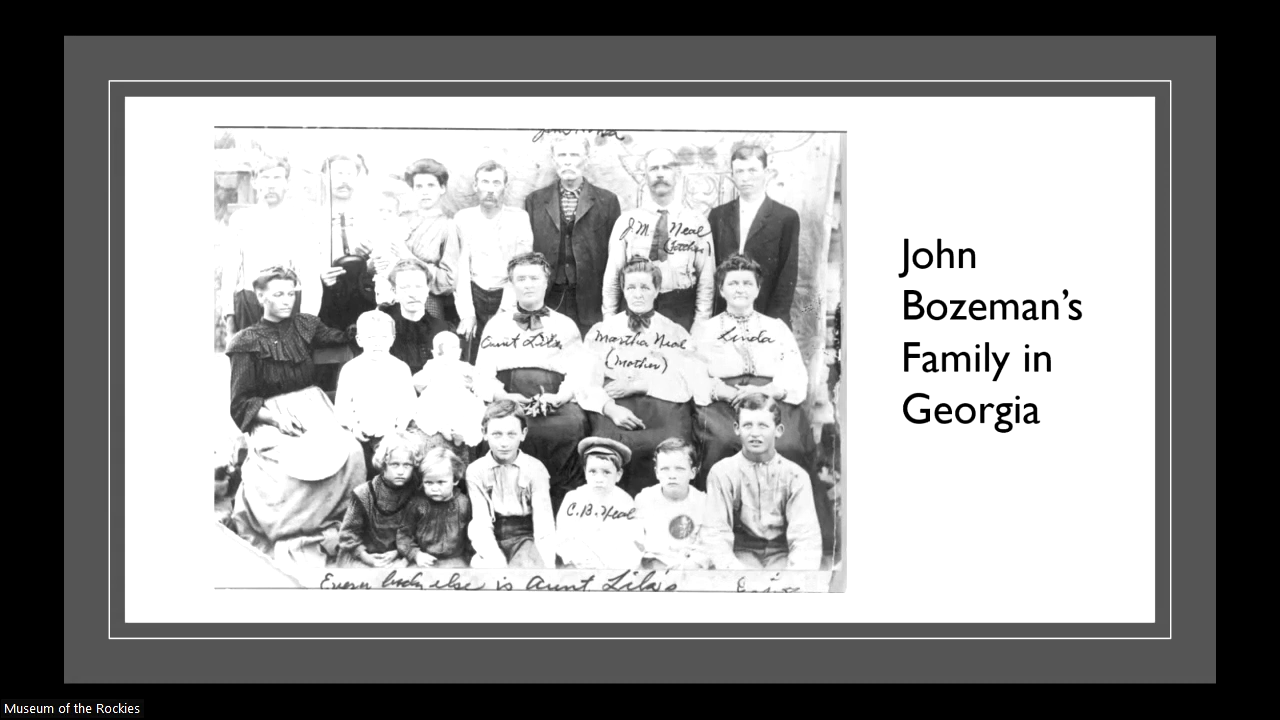 J.M. Neal
(Father)
Aunt Lila
Martha Neal
(Mother)
Linda
C.B. Neal
Every body else is Aunt Lila's
John
Bozeman’s
Family in
Georgia
Museum of the Rockies